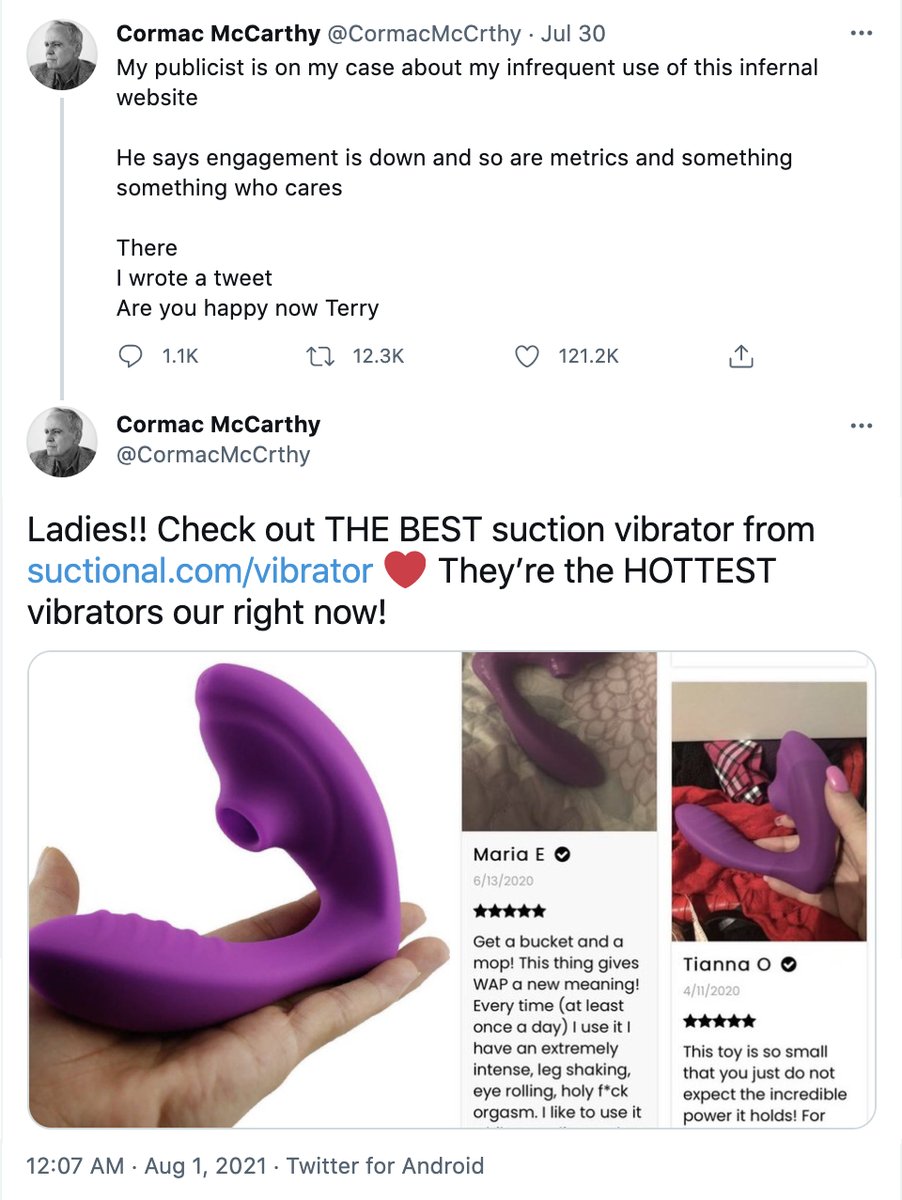 Cormac McCarthy @CormacMcCrthy · Jul 30
My publicist is on my case about my infrequent use of this infernal
website
He says engagement is down and so are metrics and something
something who cares
There
I wrote a tweet
Are you happy now Terry
1.1K 12.3K 121.2K
Cormac McCarthy
@CormacMcCrthy
Ladies!! Check out THE BEST suction vibrator from
suctional.com/vibrator ❤️ They’re the HOTTEST
vibrators our right now!
Maria E
6/13/2020
★★★★★
Get a bucket and a
mop! This thing gives
WAP a new meaning!
Every time (at least
once a day) I use it I
have an extremely
intense, leg shaking,
eye rolling, holy f*ck
orgasm. I like to use it
Tianna O
4/11/2020
★★★★★
This toy is so small
that you just do not
expect the incredible
power it holds! For
12:07 AM · Aug 1, 2021 · Twitter for Android